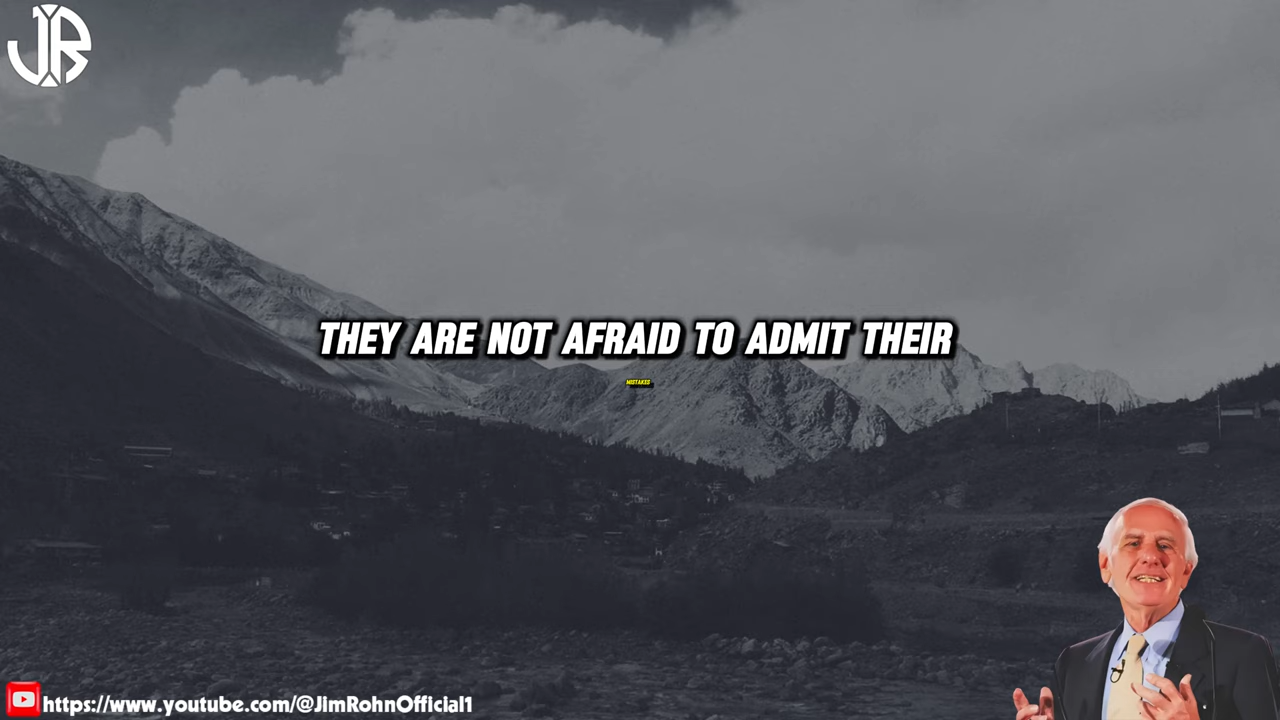 JR
THEY ARE NOT AFRAID TO ADMIT THEIR
MISTAKES
https://www.youtube.com/@JimRohnOfficial1